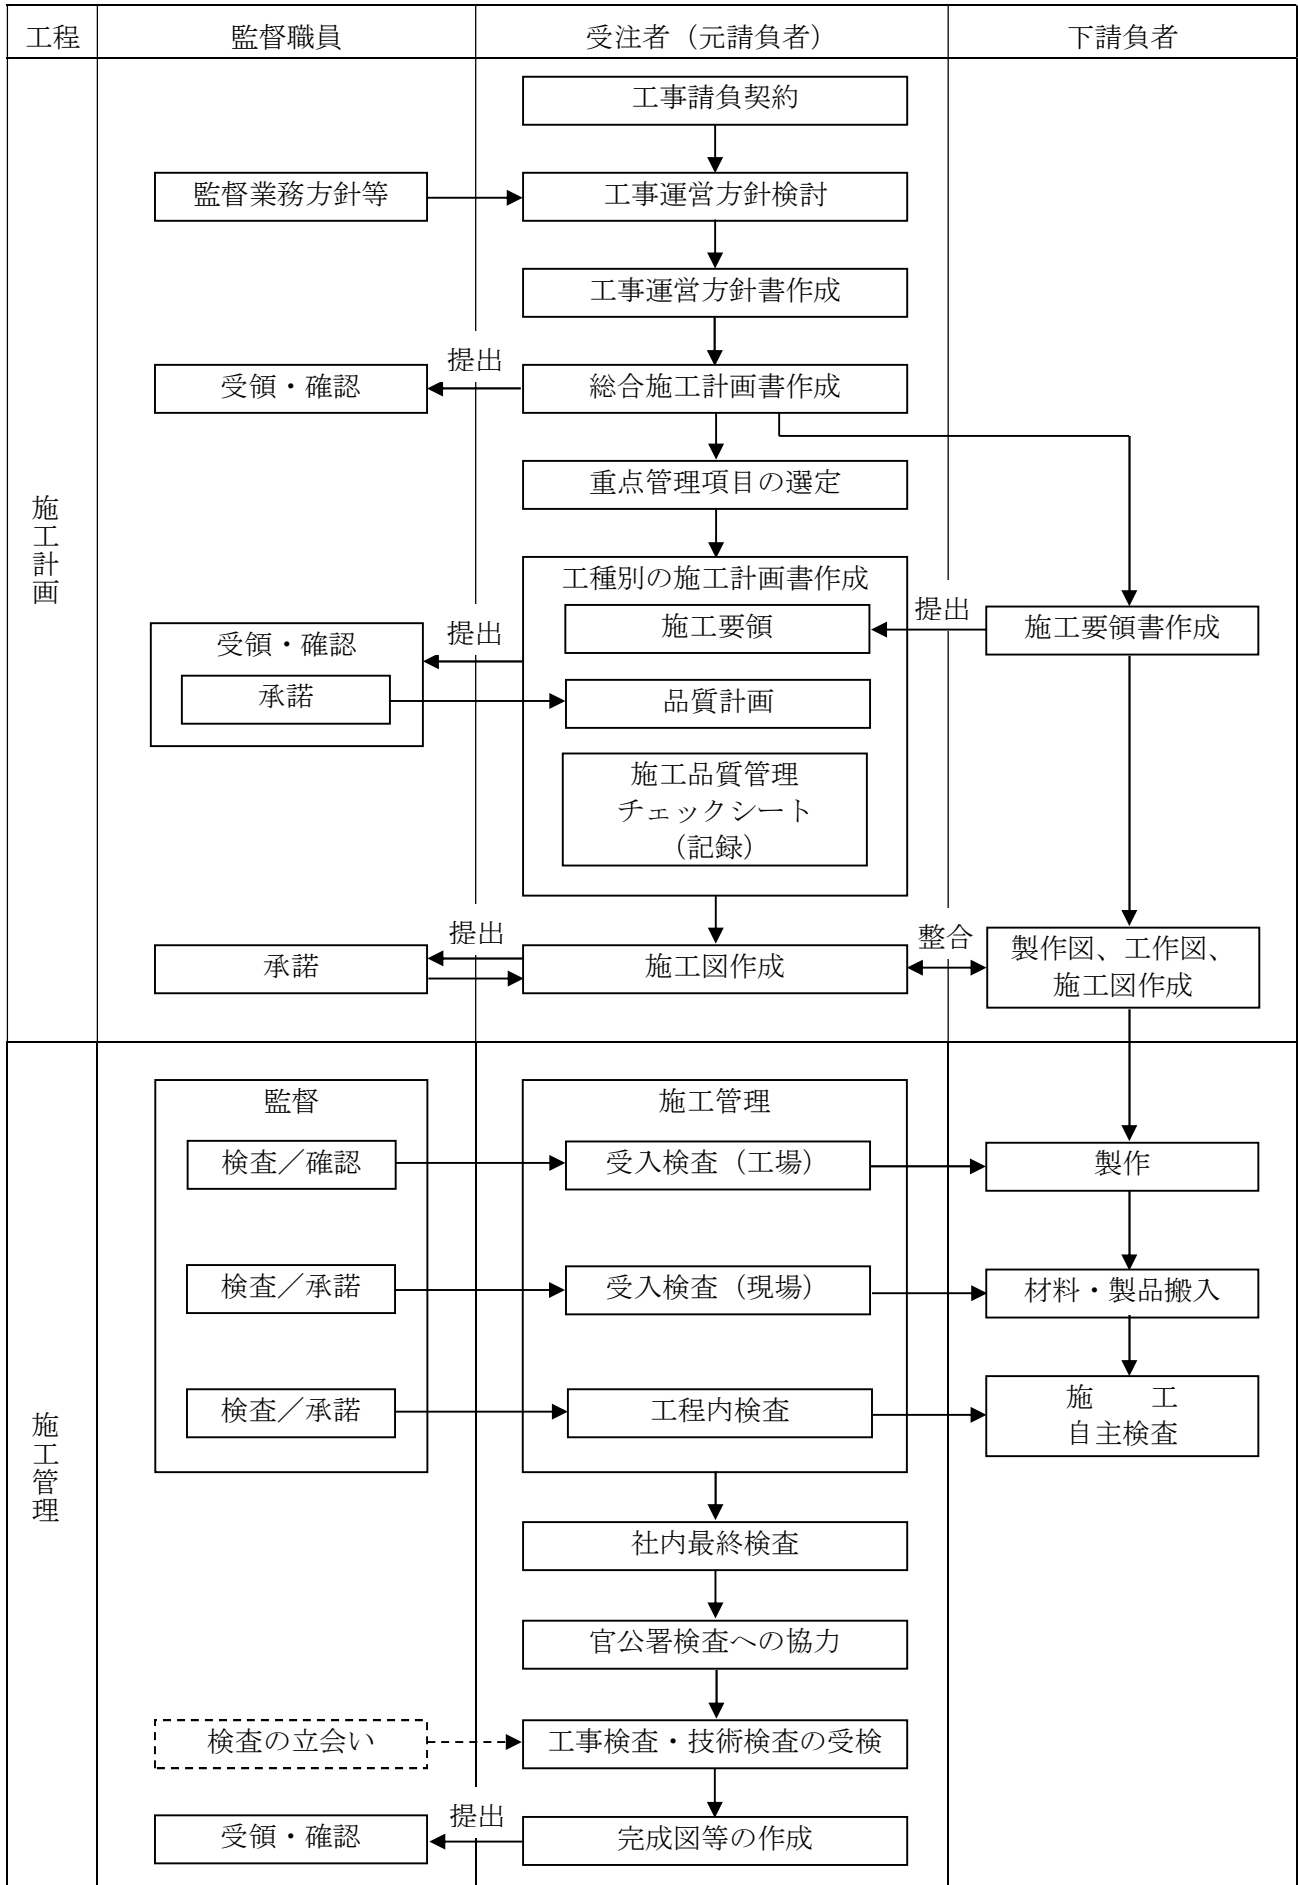 工程
監督職員
受注者（元請負者）
下請負者
施工計画
工事請負契約
監督業務方針等
工事運営方針検討
工事運営方針書作成
提出
受領・確認
総合施工計画書作成
重点管理項目の選定
工種別の施工計画書作成
提出
施工要領
施工要領書作成
提出
受領・確認
承諾
品質計画
施工品質管理
チェックシート
（記録）
提出
整合
承諾
施工図作成
製作図、工作図、
施工図作成
施工管理
監督
施工管理
検査／確認
受入検査（工場）
製作
検査／承諾
受入検査（現場）
材料・製品搬入
検査／承諾
工程内検査
施　　工
自主検査
社内最終検査
官公署検査への協力
検査の立会い
工事検査・技術検査の受検
提出
受領・確認
完成図等の作成